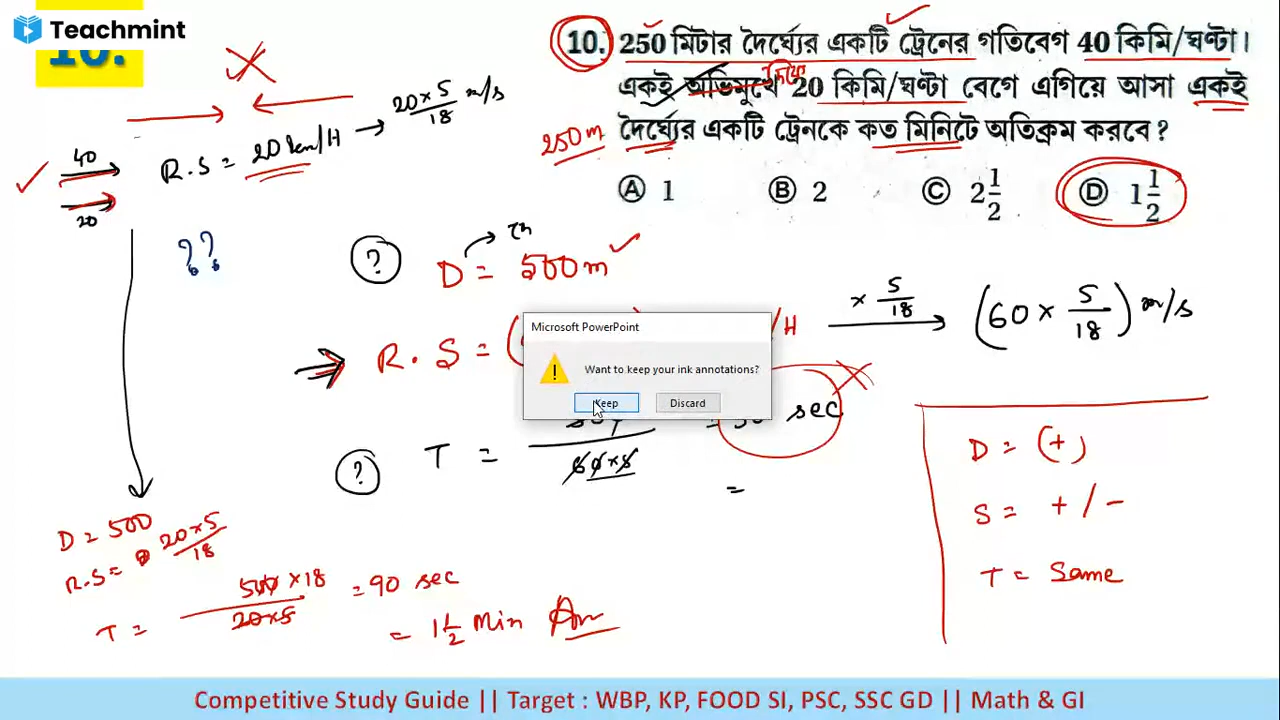 Teachmint
10.
10. 250 মিটার দৈর্ঘ্যের একটি ট্রেনের গতিবেগ 40 কিমি/ঘণ্টা।
একই অভিমুখে দিকে 20 কিমি/ঘণ্টা বেগে এগিয়ে আসা একই
দৈর্ঘ্যের একটি ট্রেনকে কত মিনিটে অতিক্রম করবে?
250 m
Ⓐ 1 Ⓑ 2 Ⓒ 2 1/2 Ⓓ 1 1/2
40
20
R.S = 20 km/H → 20×5/18 m/s
??
?
D = 500m
R.S = (
/H
× 5/18
(60 × 5/18) m/s
Microsoft PowerPoint
Want to keep your ink annotations?
Keep Discard
sec
?
T =
60×5
=
D = (+)
S = + / -
T = Same
D = 500
R.S = 20×5/18
T = 500×18/20×5 = 90 sec
= 1 1/2 Min Ans
Competitive Study Guide || Target : WBP, KP, FOOD SI, PSC, SSC GD || Math & GI